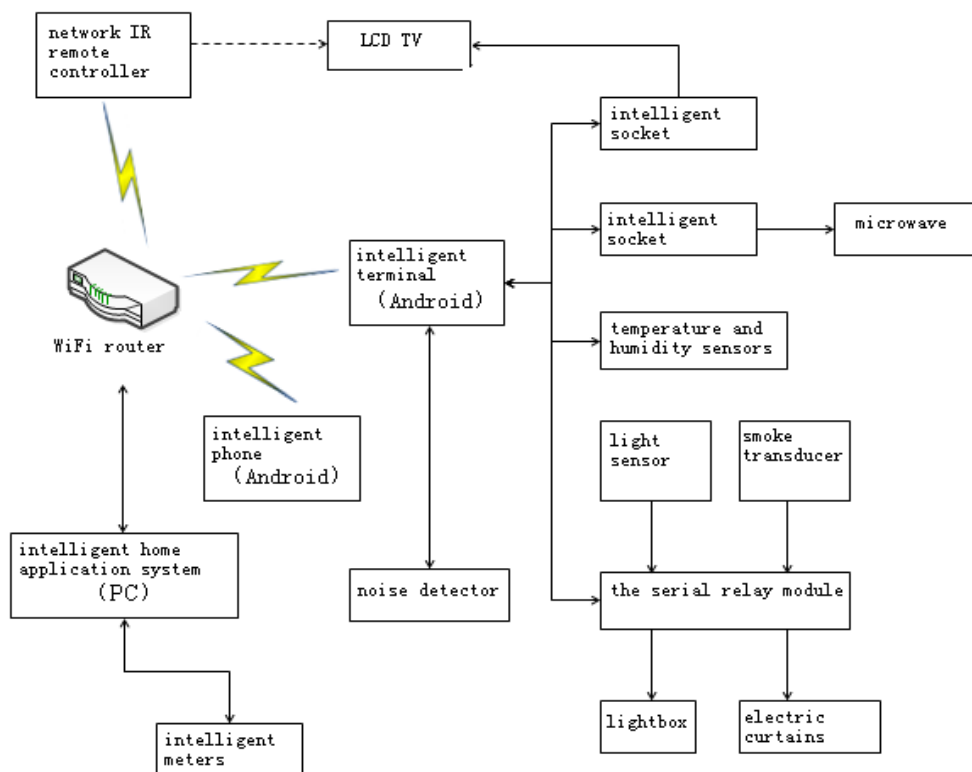 network IR
remote
controller
LCD TV
intelligent
socket
intelligent
socket
microwave
intelligent
terminal
(Android)
temperature and
humidity sensors
WiFi router
intelligent
phone
(Android)
light
sensor
smoke
transducer
intelligent home
application system
(PC)
noise detector
the serial relay module
lightbox
electric
curtains
intelligent
meters